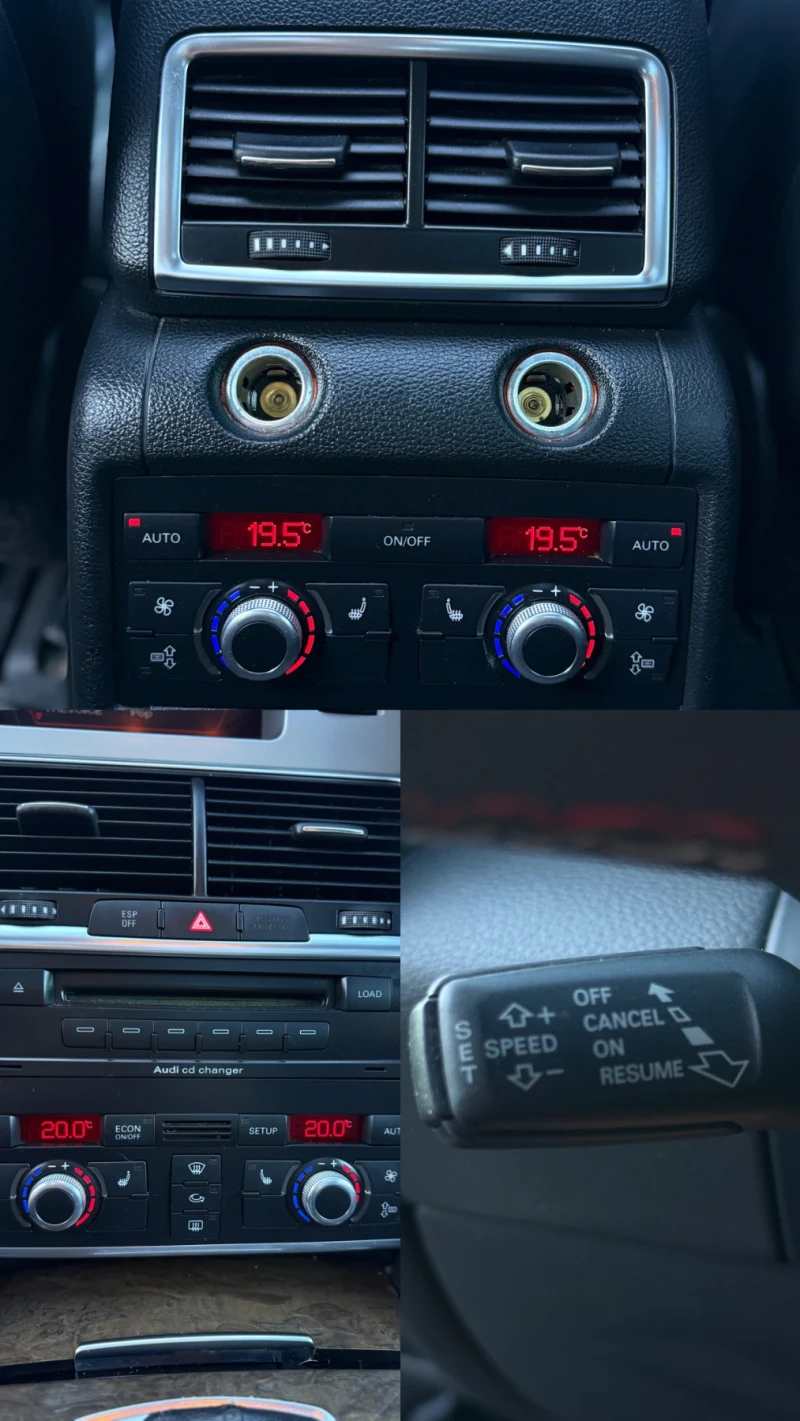 19.5°C
19.5°C
AUTO
ON/OFF
AUTO
− +
− +
ESP
OFF
LOAD
Audi cd changer
20.0°C
ECON
ON/OFF
SETUP
20.0°C
AUT
− +
− +
SET
+
SPEED
−
OFF
CANCEL
ON
RESUME